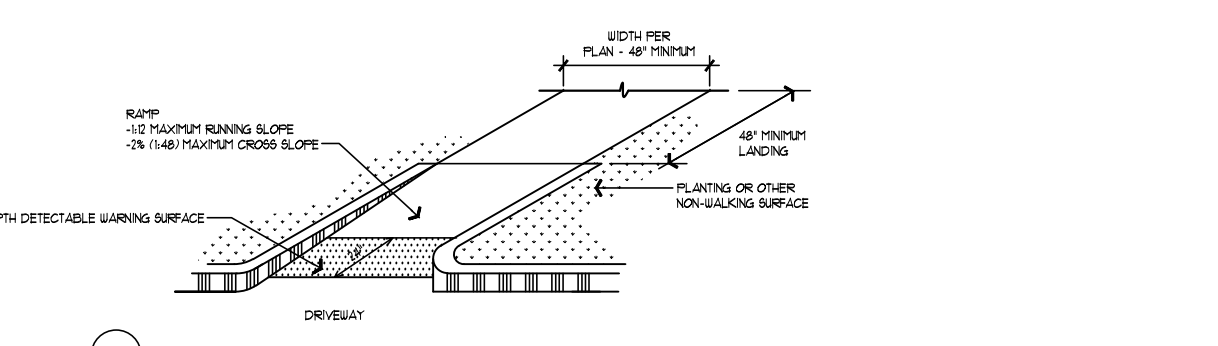 WIDTH PER
PLAN - 48" MINIMUM
RAMP
-1:12 MAXIMUM RUNNING SLOPE
-2% (1:48) MAXIMUM CROSS SLOPE
48" MINIMUM
LANDING
PLANTING OR OTHER
NON-WALKING SURFACE
DETECTABLE WARNING SURFACE
24"
DRIVEWAY